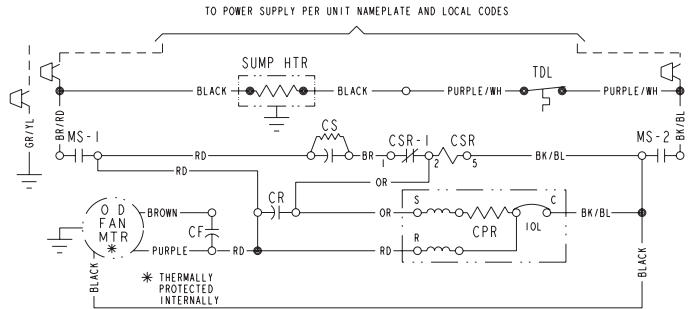 TO POWER SUPPLY PER UNIT NAMEPLATE AND LOCAL CODES
SUMP HTR
TDL
BLACK
BLACK
PURPLE/WH
PURPLE/WH
GR/YL
BR/RD
BK/BL
MS-1
CS
CSR-1
CSR
MS-2
RD
BR
1
2
5
BK/BL
RD
OR
CR
OR
S
C
BK/BL
CPR
IOL
R
RD
OD
FAN
MTR
*
BROWN
CF
PURPLE
RD
BLACK
BLACK
* THERMALLY
PROTECTED
INTERNALLY